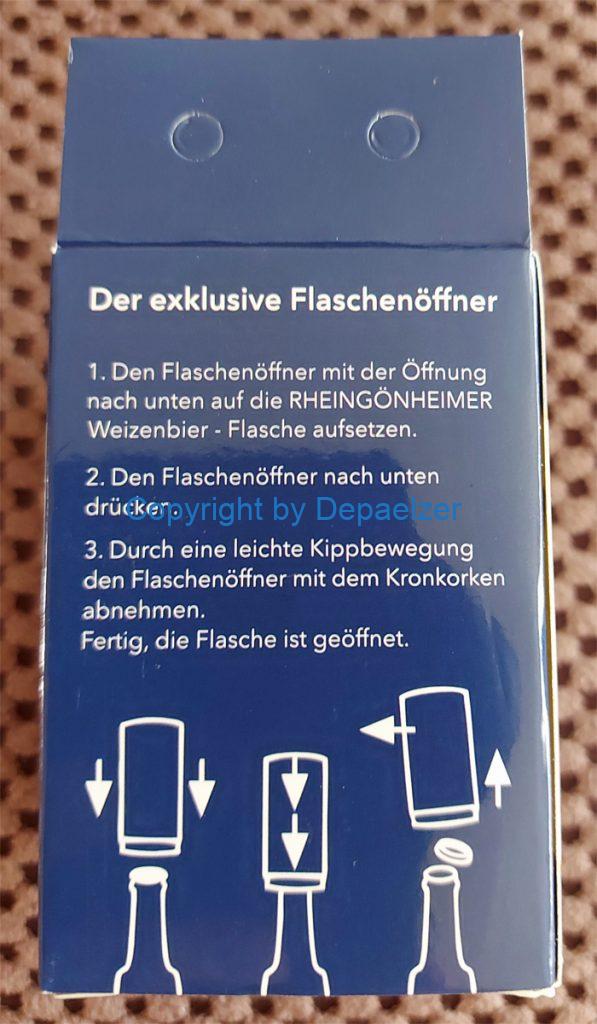 Der exklusive Flaschenöffner
1. Den Flaschenöffner mit der Öffnung
nach unten auf die RHEINGÖNHEIMER
Weizenbier - Flasche aufsetzen.
2. Den Flaschenöffner nach unten
drücken.
Copyright by Depaelzer
3. Durch eine leichte Kippbewegung
den Flaschenöffner mit dem Kronkorken
abnehmen.
Fertig, die Flasche ist geöffnet.